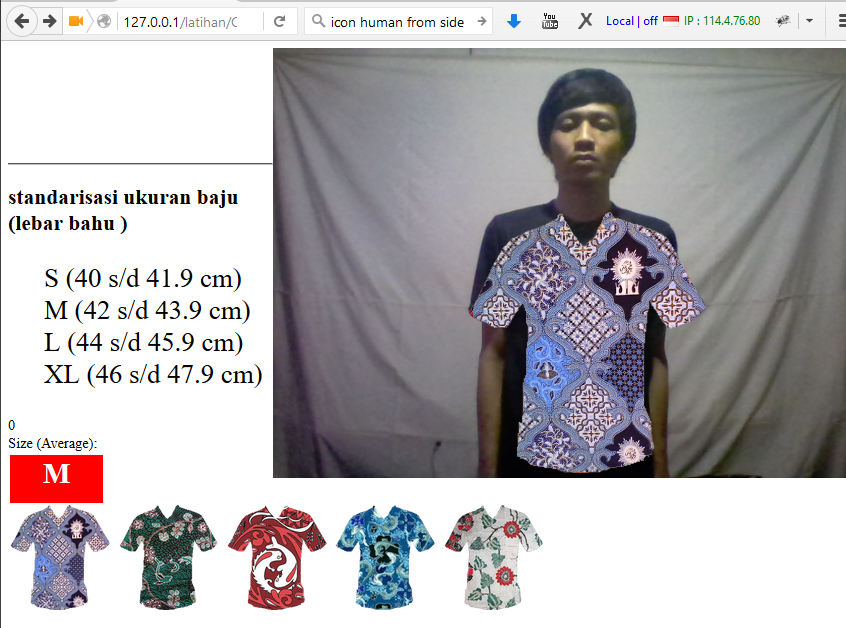 127.0.0.1/latihan/C
icon human from side
You
Tube
Local | off
IP : 114.4.76.80
standarisasi ukuran baju
(lebar bahu )
S (40 s/d 41.9 cm)
M (42 s/d 43.9 cm)
L (44 s/d 45.9 cm)
XL (46 s/d 47.9 cm)
0
Size (Average):
M